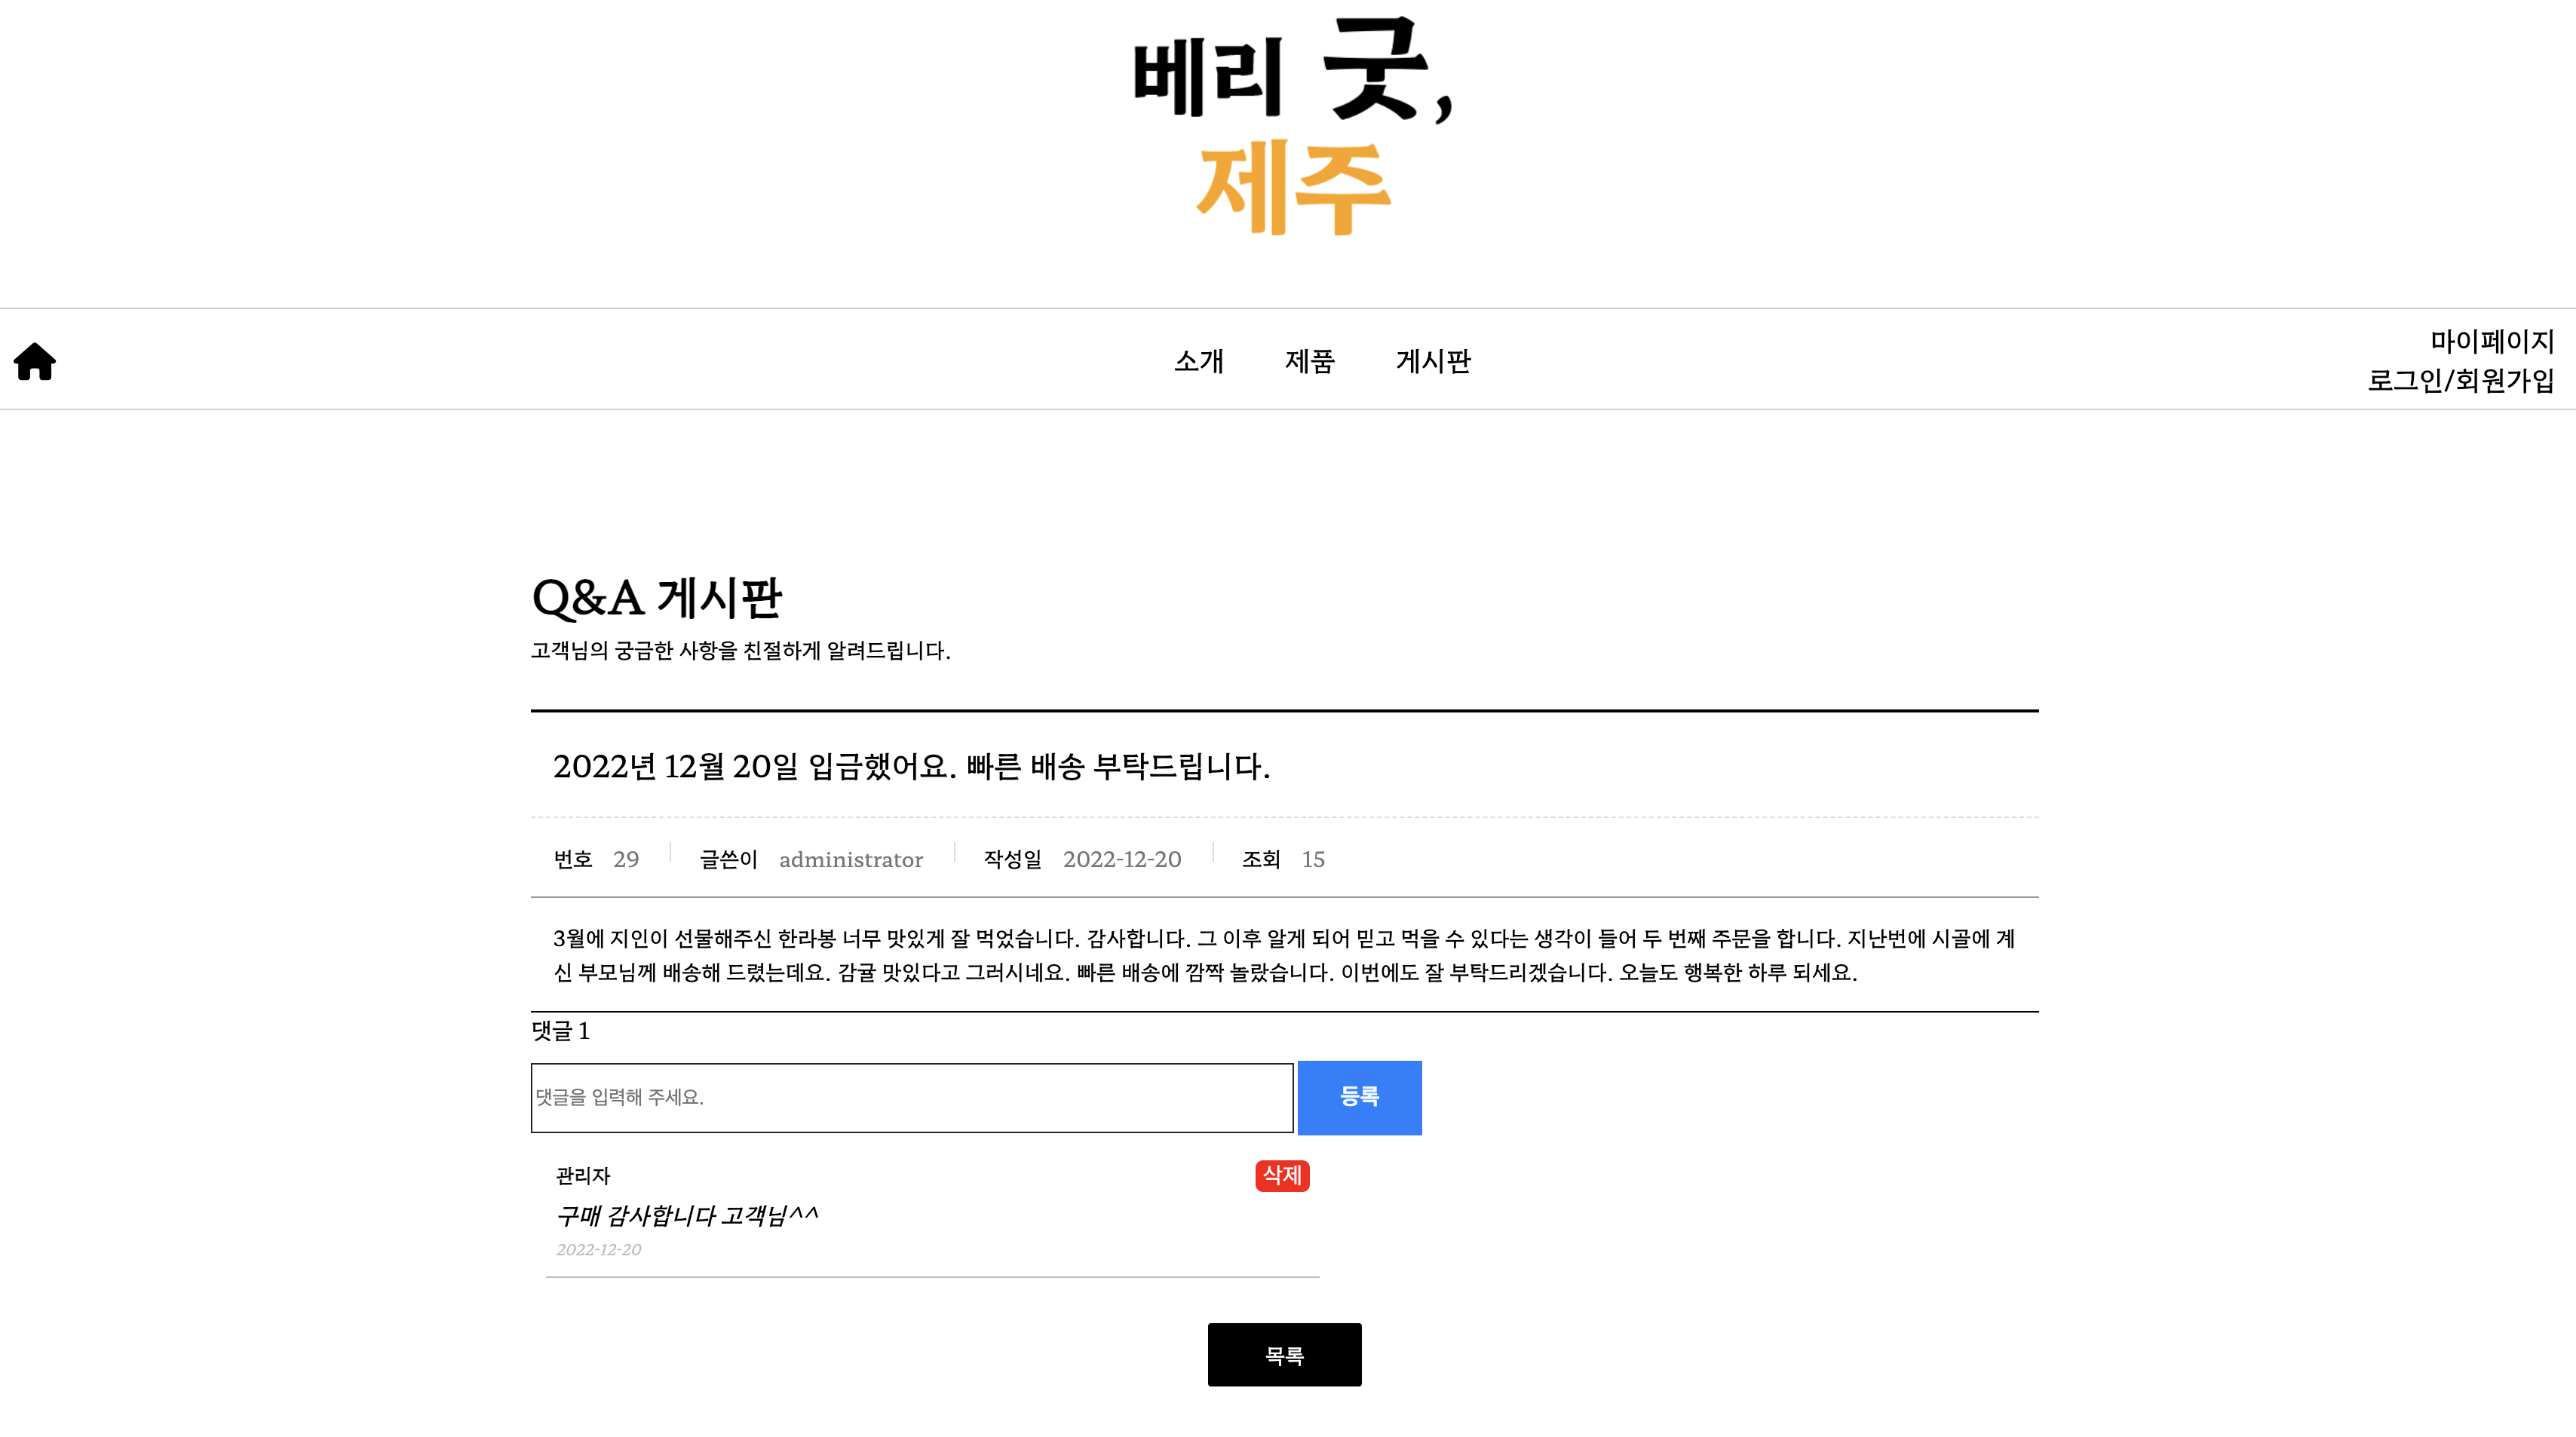 베리 굿,
제주
소개 제품 게시판
마이페이지
로그인/회원가입
Q&A 게시판
고객님의 궁금한 사항을 친절하게 알려드립니다.
2022년 12월 20일 입금했어요. 빠른 배송 부탁드립니다.
번호 29 글쓴이 administrator 작성일 2022-12-20 조회 15
3월에 지인이 선물해주신 한라봉 너무 맛있게 잘 먹었습니다. 감사합니다. 그 이후 알게 되어 믿고 먹을 수 있다는 생각이 들어 두 번째 주문을 합니다. 지난번에 시골에 계
신 부모님께 배송해 드렸는데요. 감귤 맛있다고 그러시네요. 빠른 배송에 깜짝 놀랐습니다. 이번에도 잘 부탁드리겠습니다. 오늘도 행복한 하루 되세요.
댓글 1
댓글을 입력해 주세요. 등록
관리자 삭제
구매 감사합니다 고객님^^
2022-12-20
목록